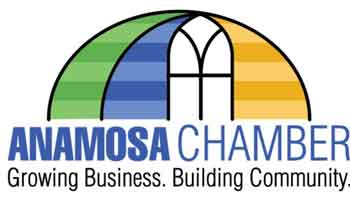 ANAMOSA CHAMBER
Growing Business. Building Community.